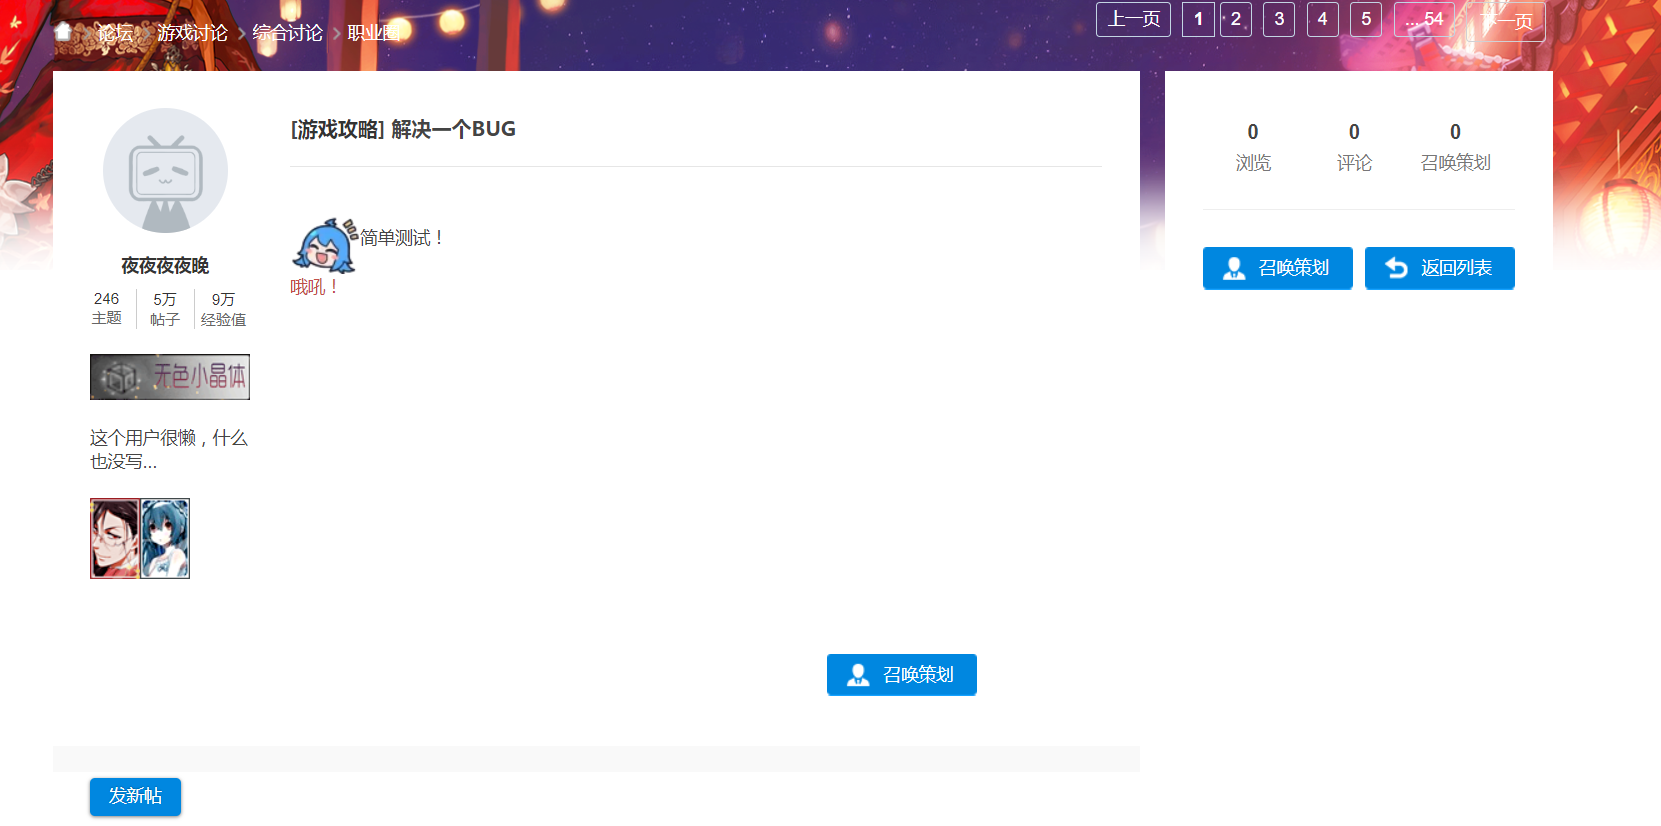 论坛 游戏讨论 综合讨论 职业圈
上一页 1 2 3 4 5 ... 54 下一页
[游戏攻略] 解决一个BUG
简单测试！
哦吼！
夜夜夜夜晚
246 5万 9万
主题 帖子 经验值
无色小晶体
这个用户很懒，什么
也没写...
召唤策划
0 0 0
浏览 评论 召唤策划
召唤策划 返回列表
发新帖